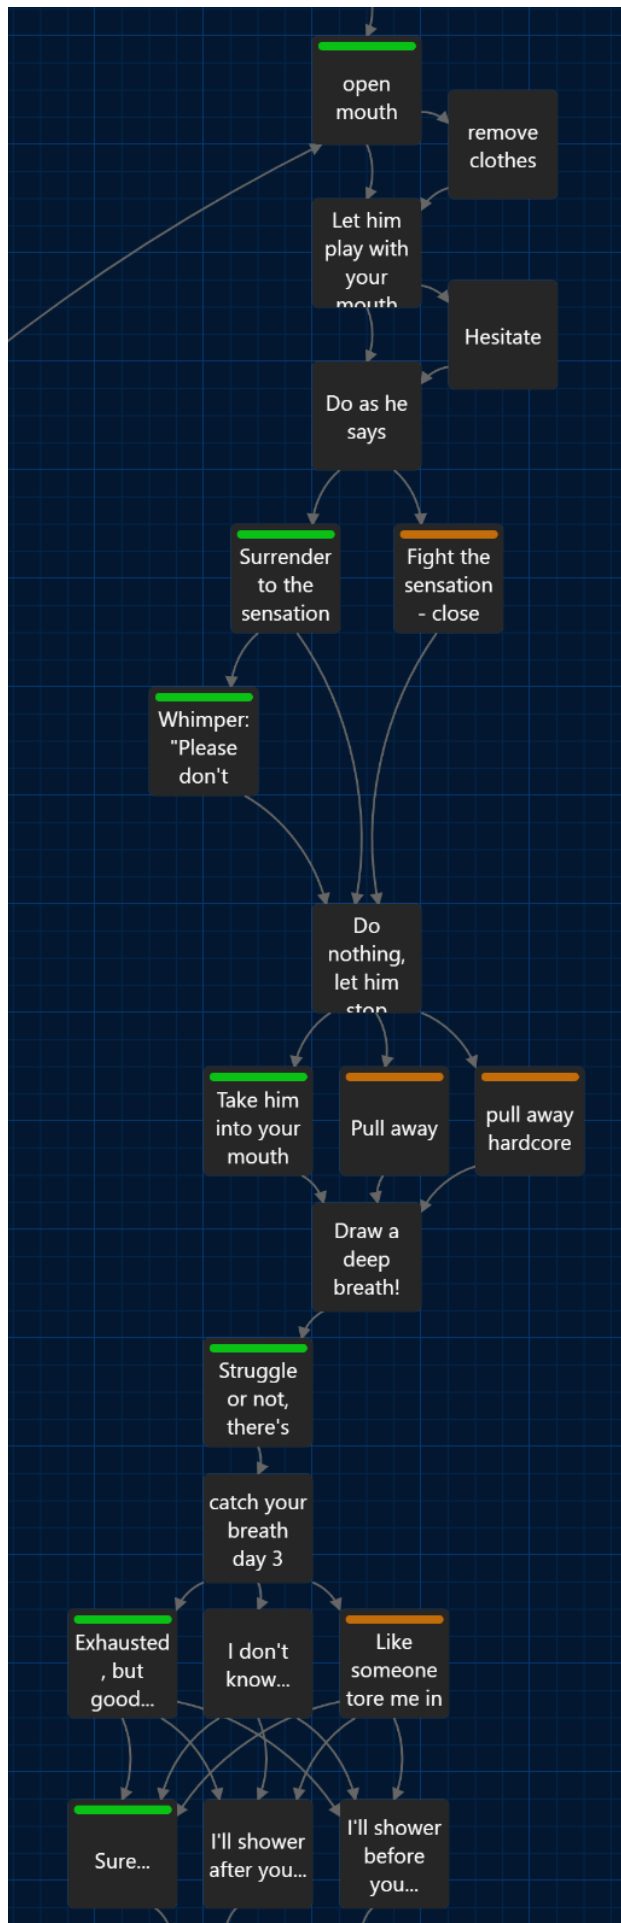 open
mouth
remove
clothes
Let him
play with
your
mouth
Hesitate
Do as he
says
Surrender
to the
sensation
Fight the
sensation
- close
Whimper:
"Please
don't
Do
nothing,
let him
stop
Take him
into your
mouth
Pull away
pull away
hardcore
Draw a
deep
breath!
Struggle
or not,
there's
catch your
breath
day 3
Exhausted
, but
good...
I don't
know...
Like
someone
tore me in
Sure...
I'll shower
after you...
I'll shower
before
you...